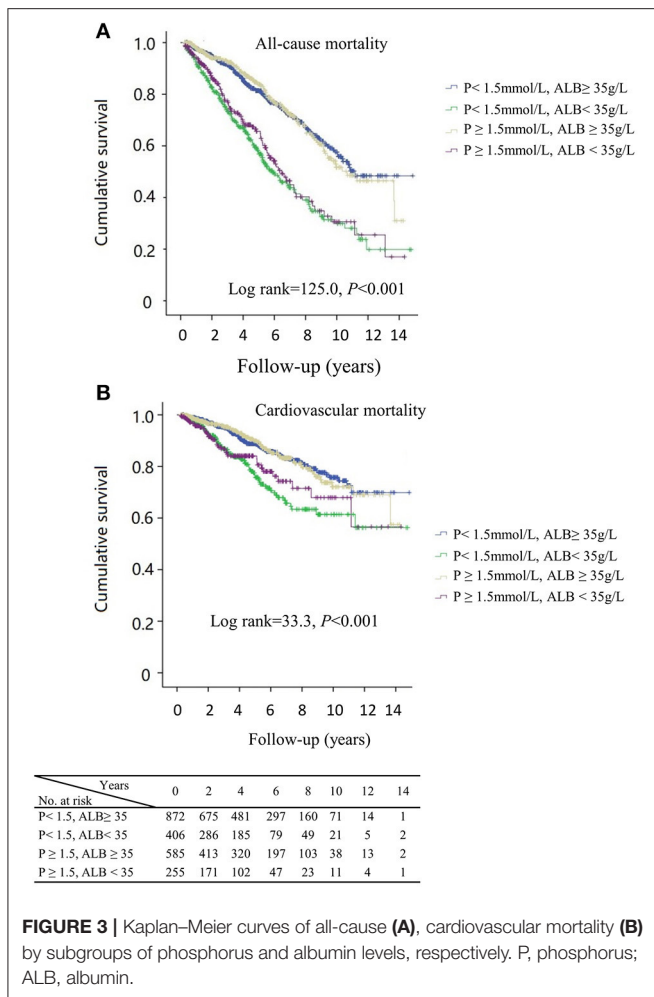 A
All-cause mortality
1.0
0.8
0.6
0.4
0.2
0
Cumulative survival
P< 1.5mmol/L, ALB≥ 35g/L
P< 1.5mmol/L, ALB< 35g/L
P ≥ 1.5mmol/L, ALB ≥ 35g/L
P ≥ 1.5mmol/L, ALB < 35g/L
Log rank=125.0, P<0.001
0 2 4 6 8 10 12 14
Follow-up (years)
B
Cardiovascular mortality
1.0
0.8
0.6
0.4
0.2
0
Cumulative survival
P< 1.5mmol/L, ALB≥ 35g/L
P< 1.5mmol/L, ALB< 35g/L
P ≥ 1.5mmol/L, ALB ≥ 35g/L
P ≥ 1.5mmol/L, ALB < 35g/L
Log rank=33.3, P<0.001
0 2 4 6 8 10 12 14
Follow-up (years)
Years 0 2 4 6 8 10 12 14
No. at risk
P< 1.5, ALB≥ 35 872 675 481 297 160 71 14 1
P< 1.5, ALB< 35 406 286 185 79 49 21 5 2
P ≥ 1.5, ALB ≥ 35 585 413 320 197 103 38 13 2
P ≥ 1.5, ALB < 35 255 171 102 47 23 11 4 1
FIGURE 3 | Kaplan–Meier curves of all-cause (A), cardiovascular mortality (B)
by subgroups of phosphorus and albumin levels, respectively. P, phosphorus;
ALB, albumin.